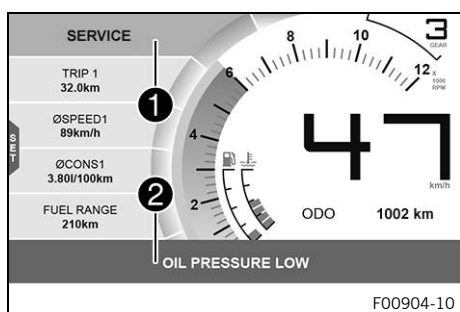 SERVICE
TRIP 1
32.0km
ØSPEED1
89km/h
ØCONS1
3.80l/100km
FUEL RANGE
210km
SET
1
2
2
4
6
8
10
12
X
1000
RPM
3
GEAR
47
km/h
ODO 1002 km
OIL PRESSURE LOW
F00904-10